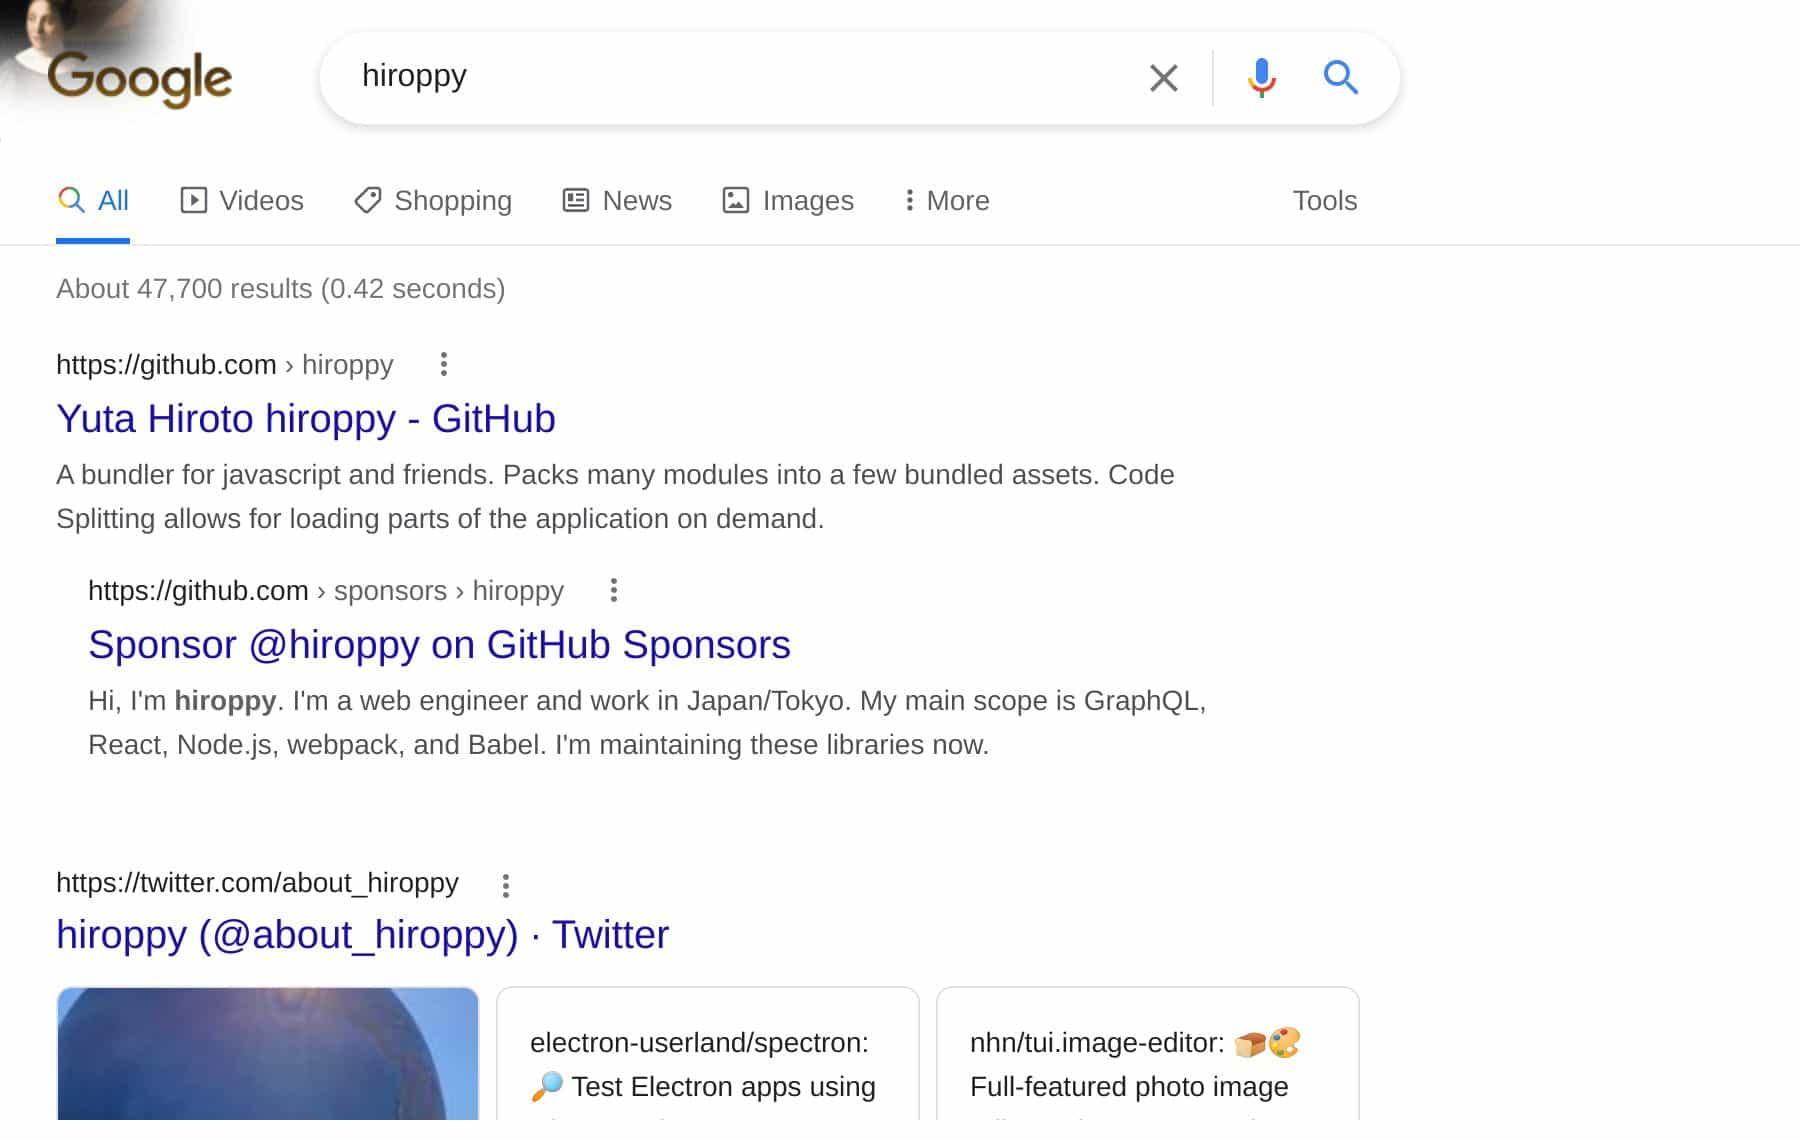 Google
hiroppy
All Videos Shopping News Images More Tools
About 47,700 results (0.42 seconds)
https://github.com › hiroppy
Yuta Hiroto hiroppy - GitHub
A bundler for javascript and friends. Packs many modules into a few bundled assets. Code
Splitting allows for loading parts of the application on demand.
https://github.com › sponsors › hiroppy
Sponsor @hiroppy on GitHub Sponsors
Hi, I'm hiroppy. I'm a web engineer and work in Japan/Tokyo. My main scope is GraphQL,
React, Node.js, webpack, and Babel. I'm maintaining these libraries now.
https://twitter.com/about_hiroppy
hiroppy (@about_hiroppy) · Twitter
electron-userland/spectron:
🔎 Test Electron apps using
nhn/tui.image-editor: 🍞🎨
Full-featured photo image